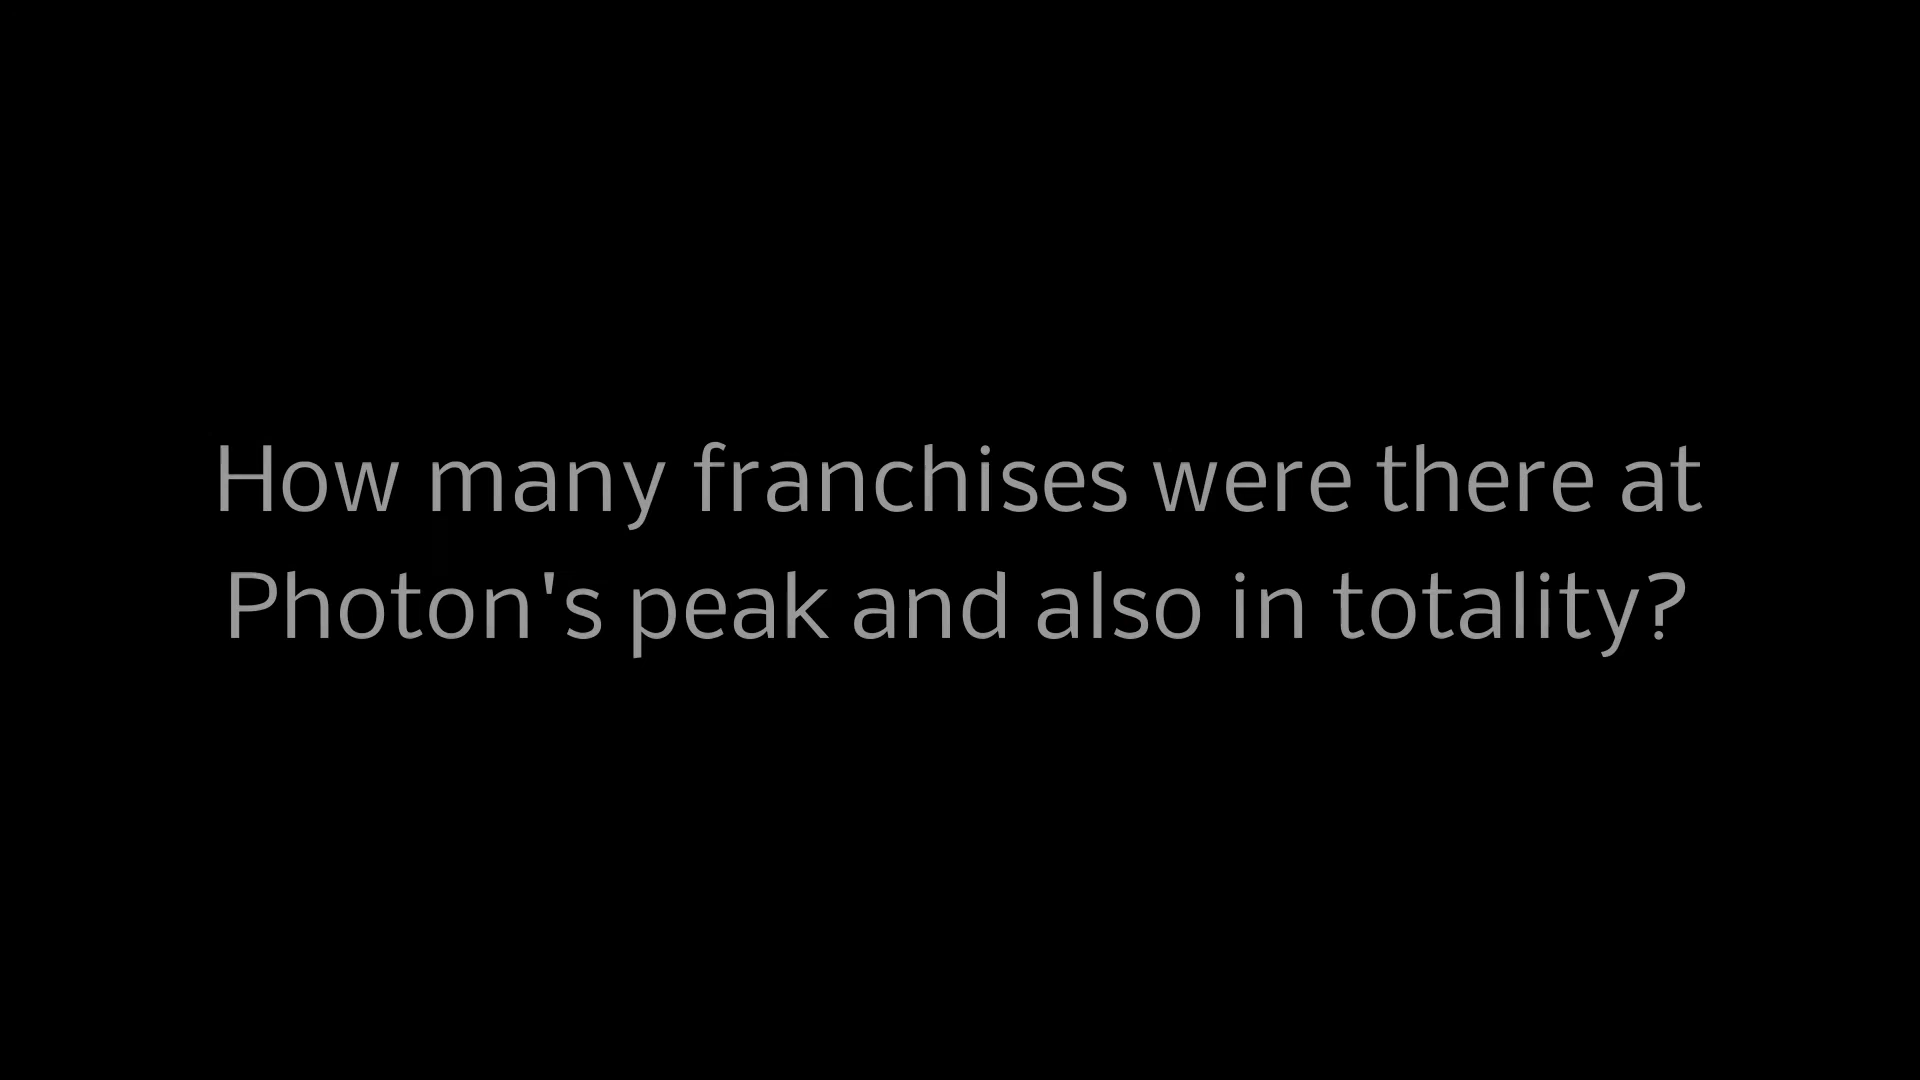 How many franchises were there at
Photon's peak and also in totality?